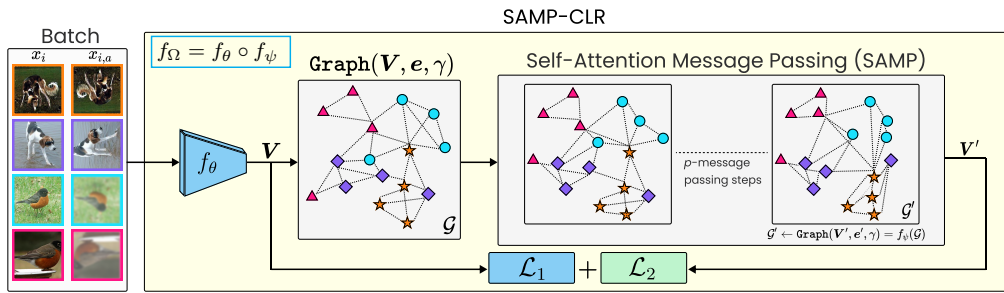 SAMP-CLR
Batch
x_i x_{i,a}
f_Ω = f_θ ∘ f_ψ
Graph(V, e, γ)
Self-Attention Message Passing (SAMP)
f_θ
V
G
p-message
passing steps
G′
V′
G′ ← Graph(V′, e′, γ) = f_ψ(G)
L_1 + L_2